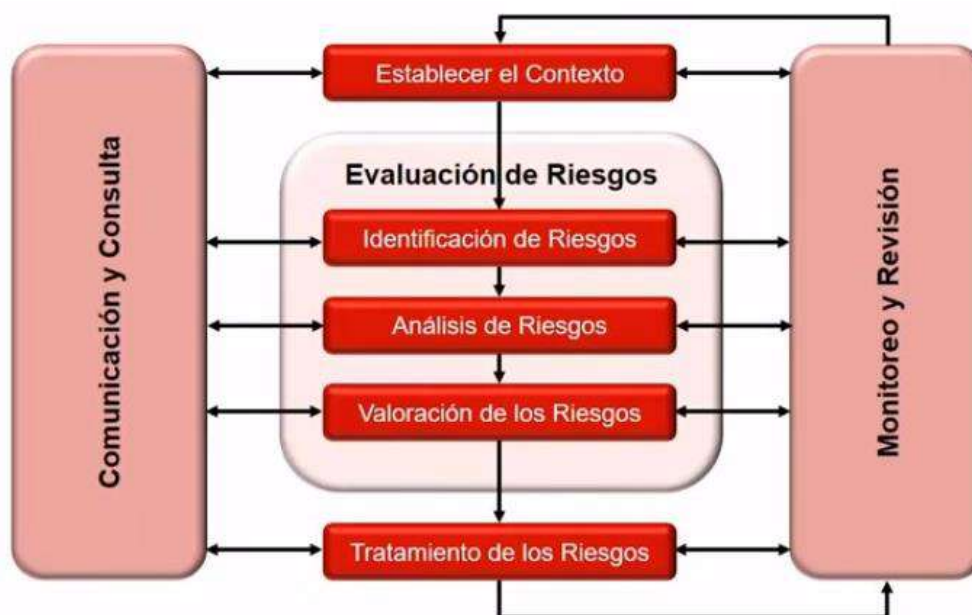 Establecer el Contexto
Comunicación y Consulta
Evaluación de Riesgos
Identificación de Riesgos
Análisis de Riesgos
Valoración de los Riesgos
Tratamiento de los Riesgos
Monitoreo y Revisión